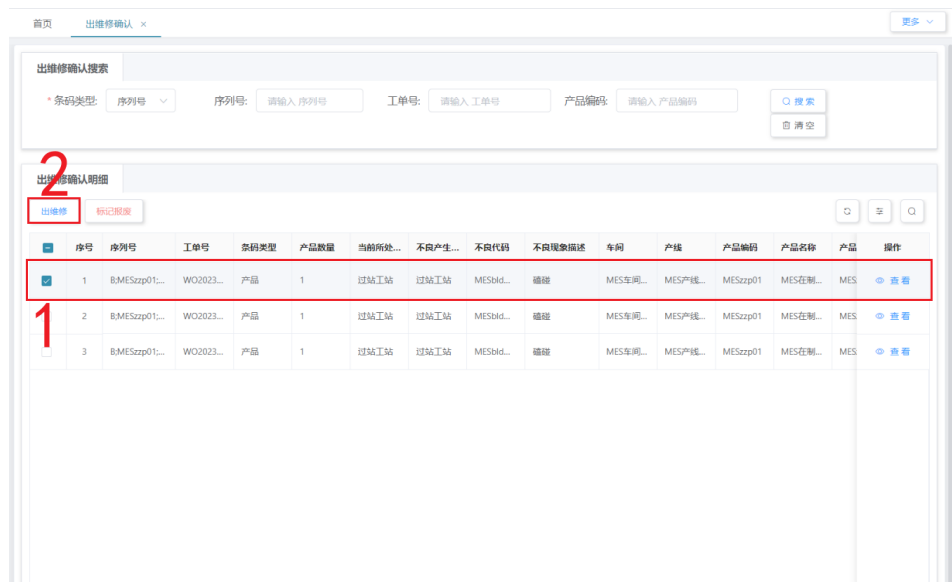 首页 出维修确认 × 更多
出维修确认搜索
* 条码类型: 序列号 序列号: 请输入 序列号 工单号: 请输入 工单号 产品编码: 请输入 产品编码 搜索
清空
2
出维修确认明细
出维修 标记报废
序号 序列号 工单号 条码类型 产品数量 当前所处... 不良产生... 不良代码 不良现象描述 车间 产线 产品编码 产品名称 产品 操作
1 B;MESzzp01;... WO2023... 产品 1 过站工站 过站工站 MESbld... 磕碰 MES车间... MES产线... MESzzp01 MES在制... MES 查看
1
2 B;MESzzp01;... WO2023... 产品 1 过站工站 过站工站 MESbld... 磕碰 MES车间... MES产线... MESzzp01 MES在制... MES 查看
3 B;MESzzp01;... WO2023... 产品 1 过站工站 过站工站 MESbld... 磕碰 MES车间... MES产线... MESzzp01 MES在制... MES 查看